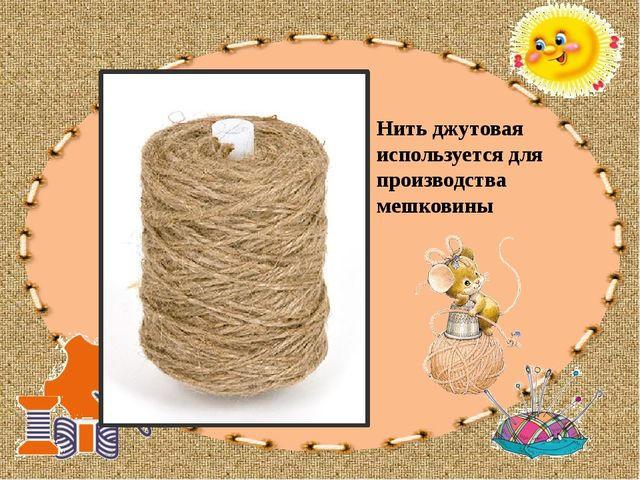 Нить джутовая
используется для
производства
мешковины